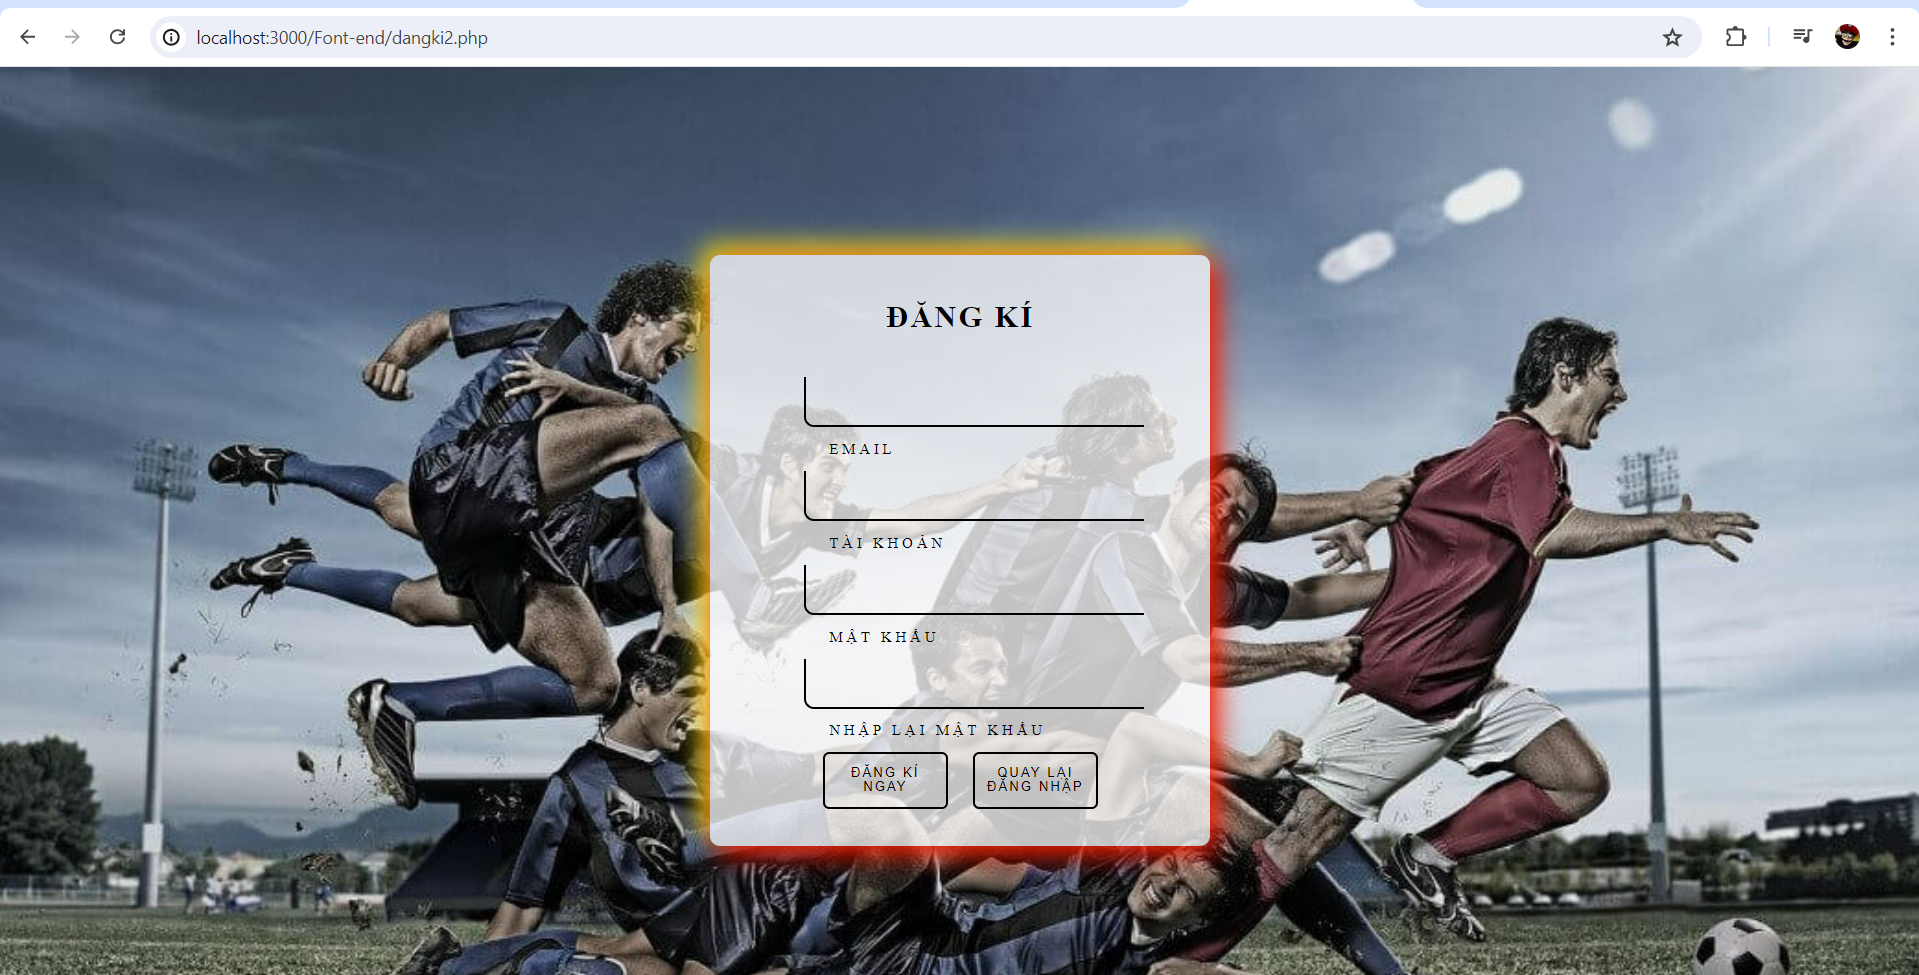 localhost:3000/Font-end/dangki2.php
ĐĂNG KÍ
EMAIL
TÀI KHOẢN
MẬT KHẨU
NHẬP LẠI MẬT KHẨU
ĐĂNG KÍ
NGAY
QUAY LẠI
ĐĂNG NHẬP